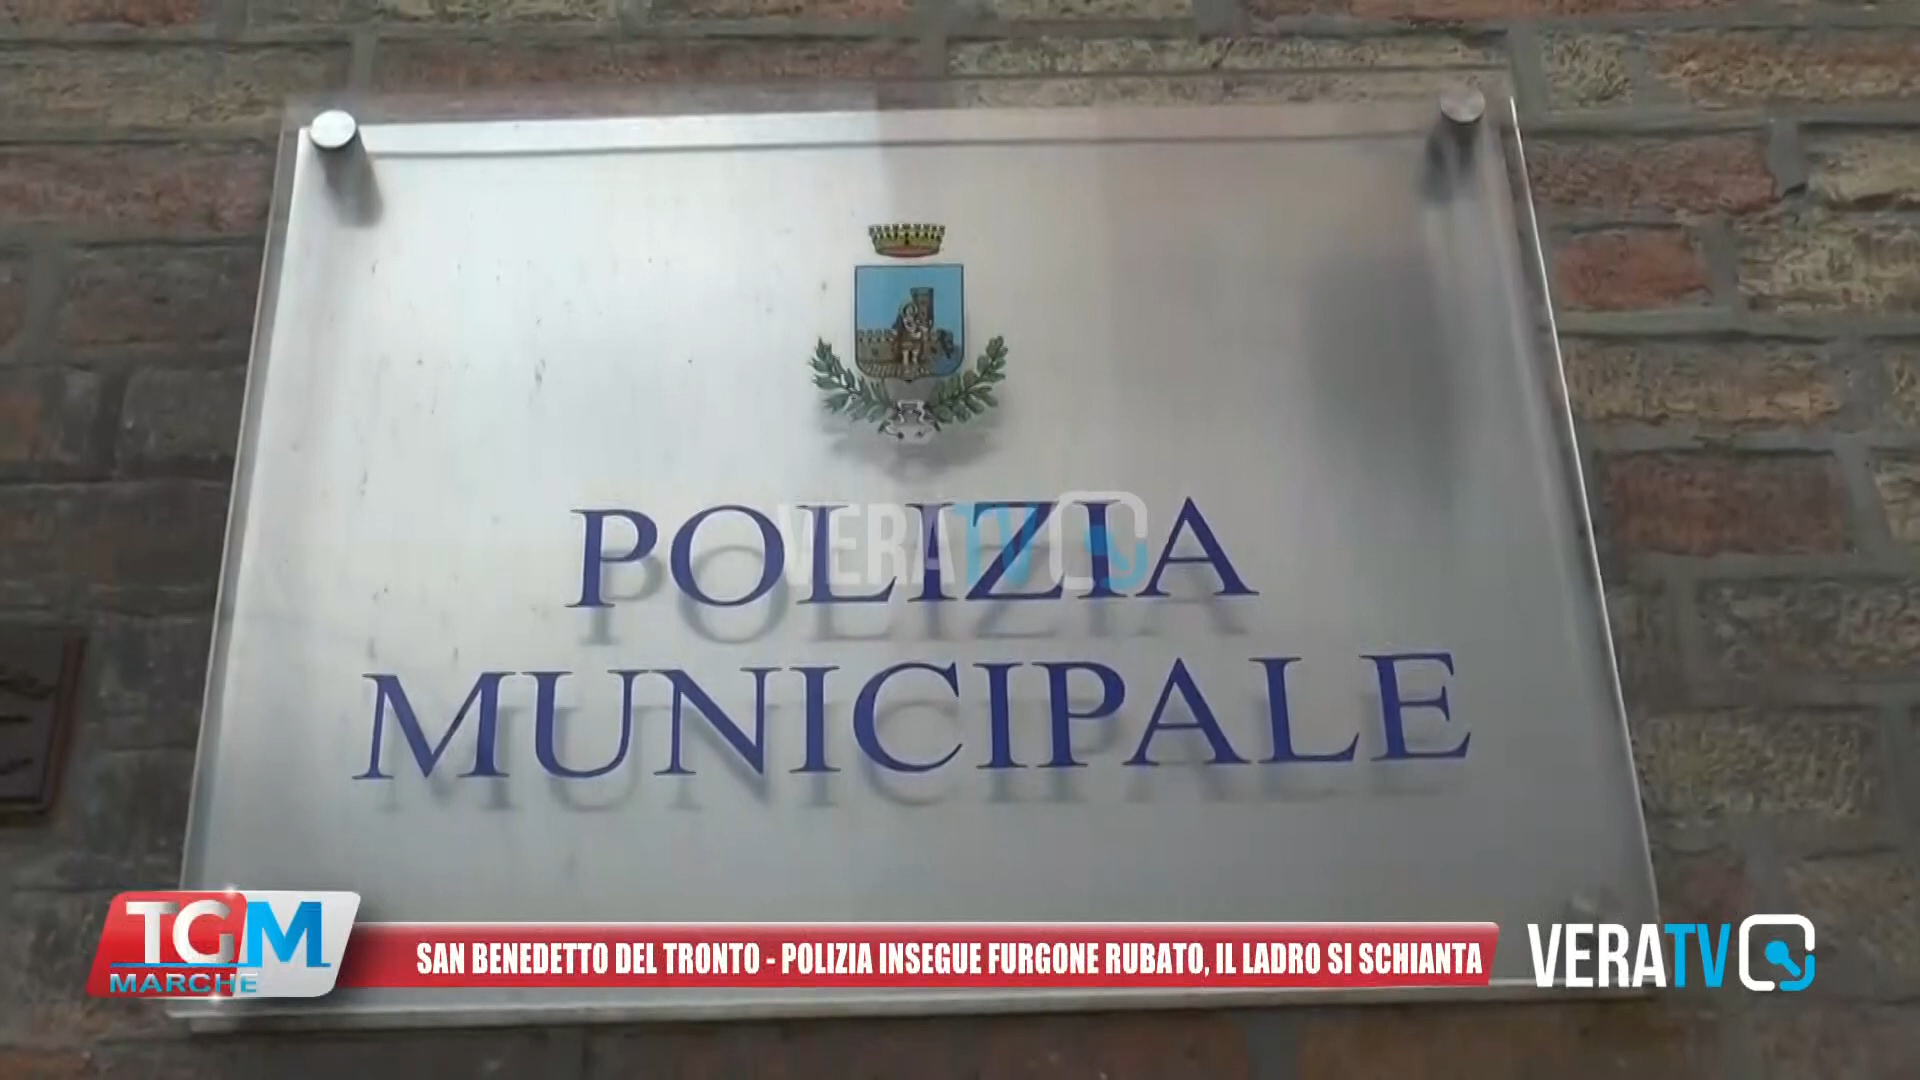 POLIZIA
MUNICIPALE
VERATV
TGM
MARCHE
SAN BENEDETTO DEL TRONTO - POLIZIA INSEGUE FURGONE RUBATO, IL LADRO SI SCHIANTA
VERATV